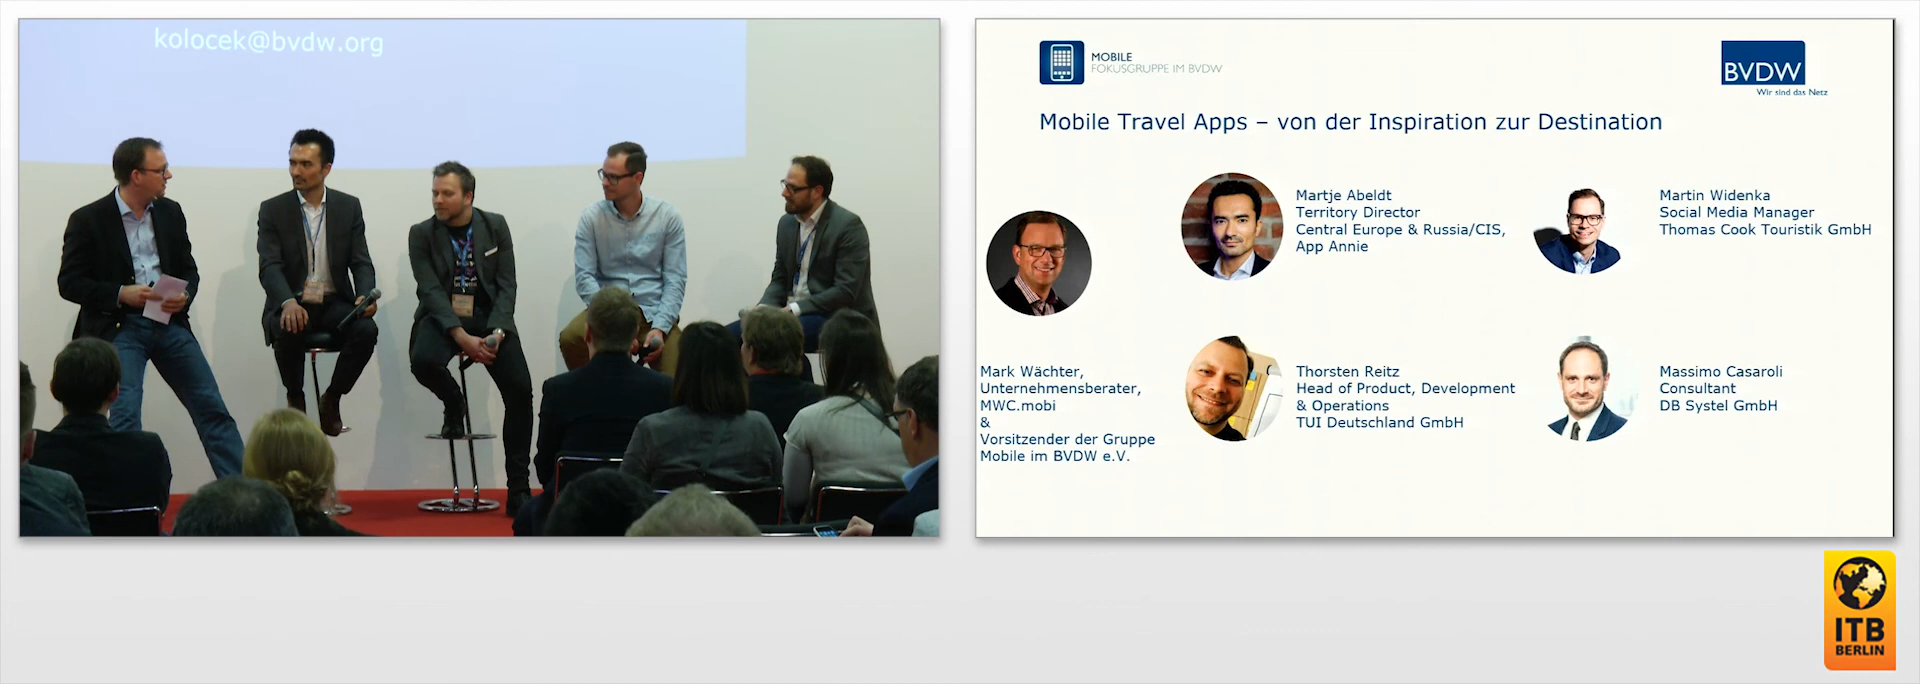 kolocek@bvdw.org
MOBILE
FOKUSGRUPPE IM BVDW
BVDW
Wir sind das Netz
Mobile Travel Apps – von der Inspiration zur Destination
Mark Wächter,
Unternehmensberater,
MWC.mobi
&
Vorsitzender der Gruppe
Mobile im BVDW e.V.
Martje Abeldt
Territory Director
Central Europe & Russia/CIS,
App Annie
Martin Widenka
Social Media Manager
Thomas Cook Touristik GmbH
Thorsten Reitz
Head of Product, Development
& Operations
TUI Deutschland GmbH
Massimo Casaroli
Consultant
DB Systel GmbH
ITB
BERLIN